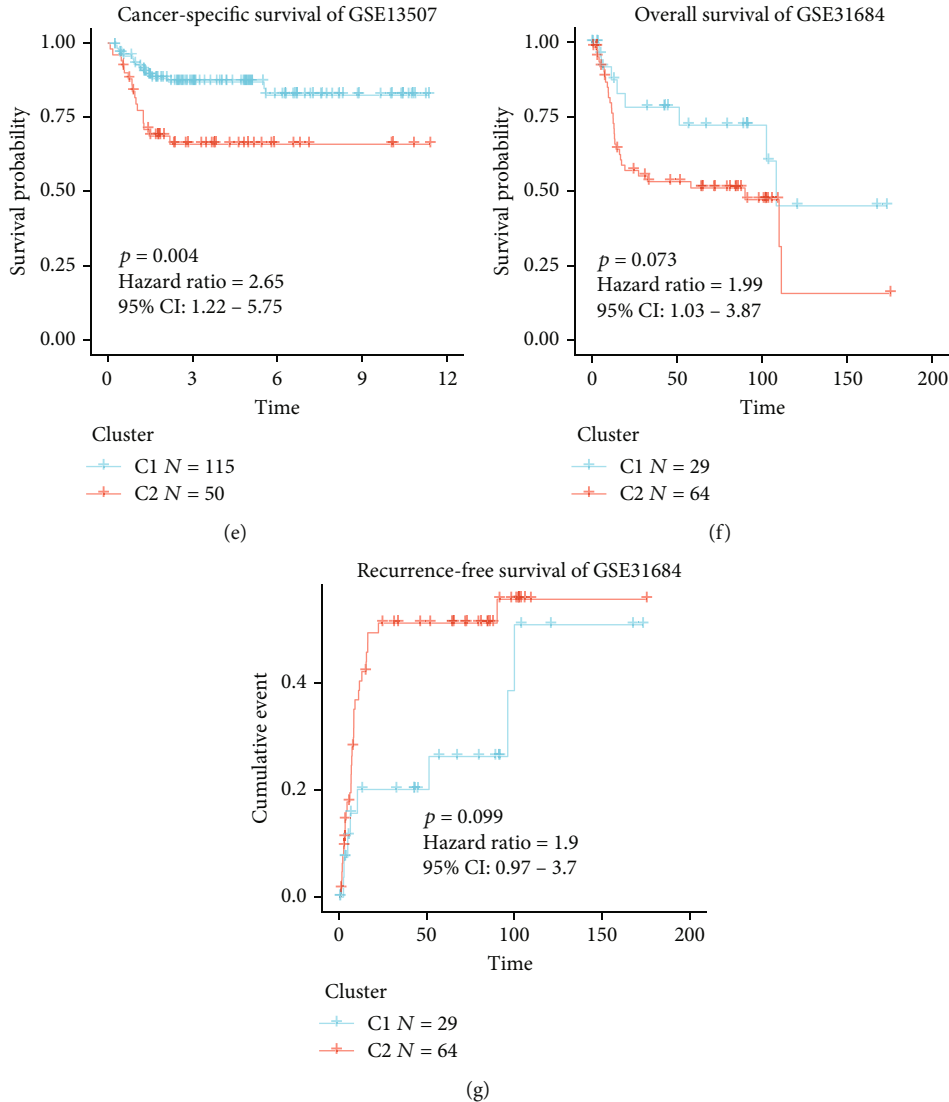 Cancer-specific survival of GSE13507
1.00
0.75
0.50
0.25
0.00
Survival probability
p = 0.004
Hazard ratio = 2.65
95% CI: 1.22 – 5.75
0 3 6 9 12
Time
Cluster
C1 N = 115
C2 N = 50
(e)
Overall survival of GSE31684
1.00
0.75
0.50
0.25
0.00
Survival probability
p = 0.073
Hazard ratio = 1.99
95% CI: 1.03 – 3.87
0 50 100 150 200
Time
Cluster
C1 N = 29
C2 N = 64
(f)
Recurrence-free survival of GSE31684
0.4
0.2
0.0
Cumulative event
p = 0.099
Hazard ratio = 1.9
95% CI: 0.97 – 3.7
0 50 100 150 200
Time
Cluster
C1 N = 29
C2 N = 64
(g)